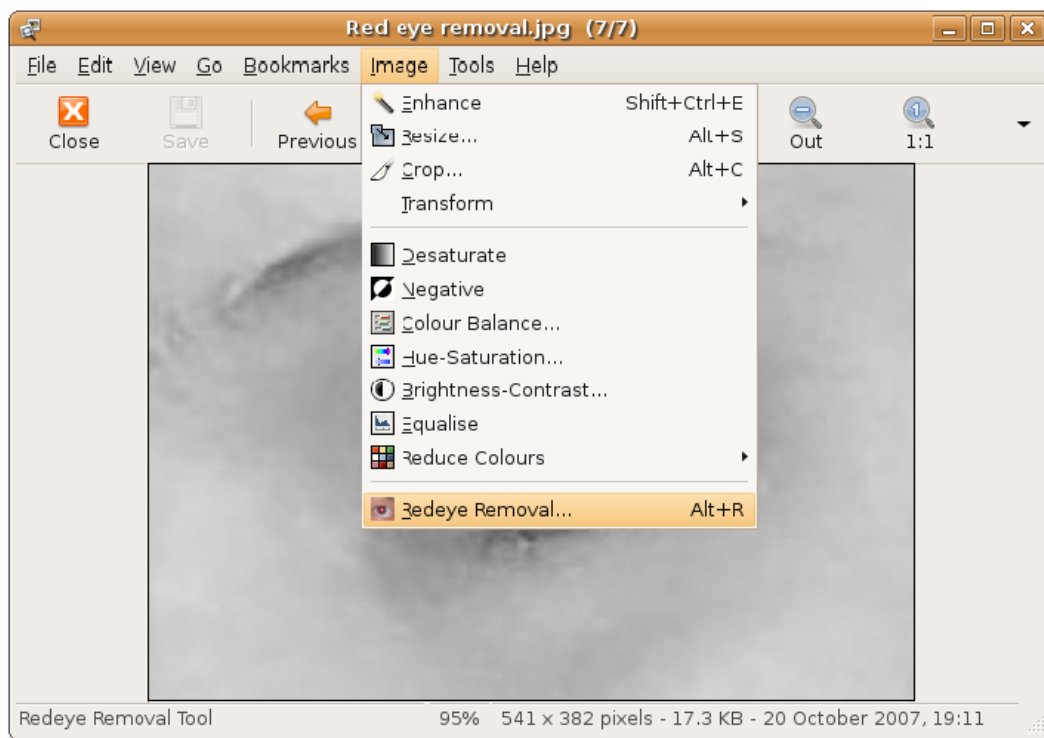 Red eye removal.jpg (7/7)
File Edit View Go Bookmarks Image Tools Help
Close Save Previous Out 1:1
Enhance Shift+Ctrl+E
Resize... Alt+S
Crop... Alt+C
Transform
Desaturate
Negative
Colour Balance...
Hue-Saturation...
Brightness-Contrast...
Equalise
Reduce Colours
Redeye Removal... Alt+R
Redeye Removal Tool 95% 541 x 382 pixels - 17.3 KB - 20 October 2007, 19:11